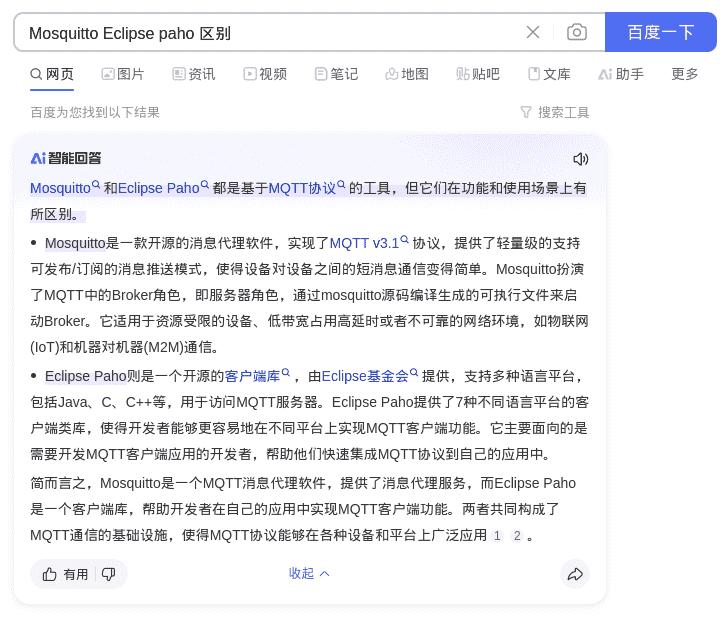 Mosquitto Eclipse paho 区别
百度一下
网页 图片 资讯 视频 笔记 地图 贴吧 文库 助手 更多
百度为您找到以下结果 搜索工具
Ai智能回答
Mosquitto 和Eclipse Paho 都是基于MQTT协议 的工具，但它们在功能和使用场景上有
所区别。
• Mosquitto是一款开源的消息代理软件，实现了MQTT v3.1 协议，提供了轻量级的支持
可发布/订阅的消息推送模式，使得设备对设备之间的短消息通信变得简单。Mosquitto扮演
了MQTT中的Broker角色，即服务器角色，通过mosquitto源码编译生成的可执行文件来启
动Broker。它适用于资源受限的设备、低带宽占用高延时或者不可靠的网络环境，如物联网
(IoT)和机器对机器(M2M)通信。
• Eclipse Paho则是一个开源的客户端库 ，由Eclipse基金会 提供，支持多种语言平台，
包括Java、C、C++等，用于访问MQTT服务器。Eclipse Paho提供了7种不同语言平台的客
户端类库，使得开发者能够更容易地在不同平台上实现MQTT客户端功能。它主要面向的是
需要开发MQTT客户端应用的开发者，帮助他们快速集成MQTT协议到自己的应用中。
简而言之，Mosquitto是一个MQTT消息代理软件，提供了消息代理服务，而Eclipse Paho
是一个客户端库，帮助开发者在自己的应用中实现MQTT客户端功能。两者共同构成了
MQTT通信的基础设施，使得MQTT协议能够在各种设备和平台上广泛应用 1 2 。
有用 收起